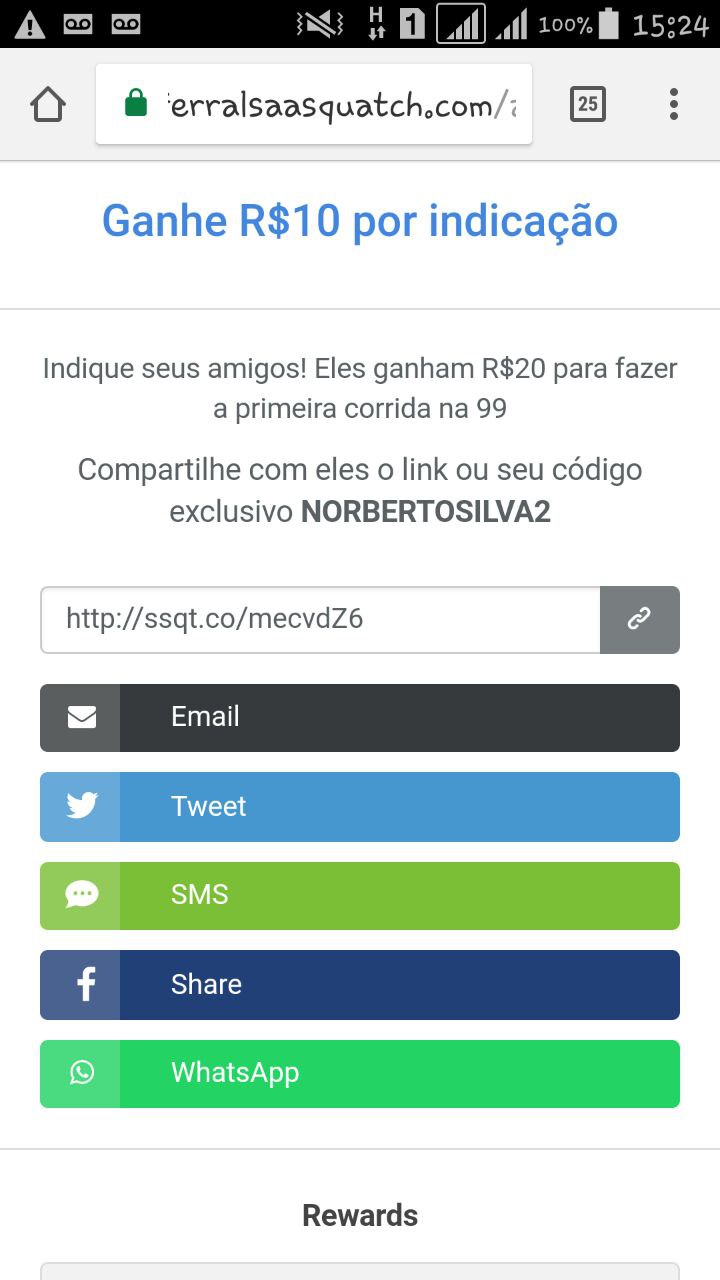 H 1 100% 15:24
erralsaasquatch.com/
25
Ganhe R$10 por indicação
Indique seus amigos! Eles ganham R$20 para fazer
a primeira corrida na 99
Compartilhe com eles o link ou seu código
exclusivo NORBERTOSILVA2
http://ssqt.co/mecvdZ6
Email
Tweet
SMS
Share
WhatsApp
Rewards